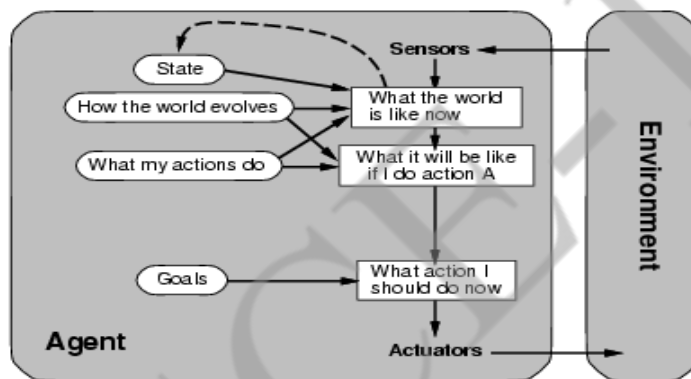 Sensors
State
How the world evolves
What the world
is like now
What my actions do
What it will be like
if I do action A
Goals
What action I
should do now
Agent
Actuators
Environment